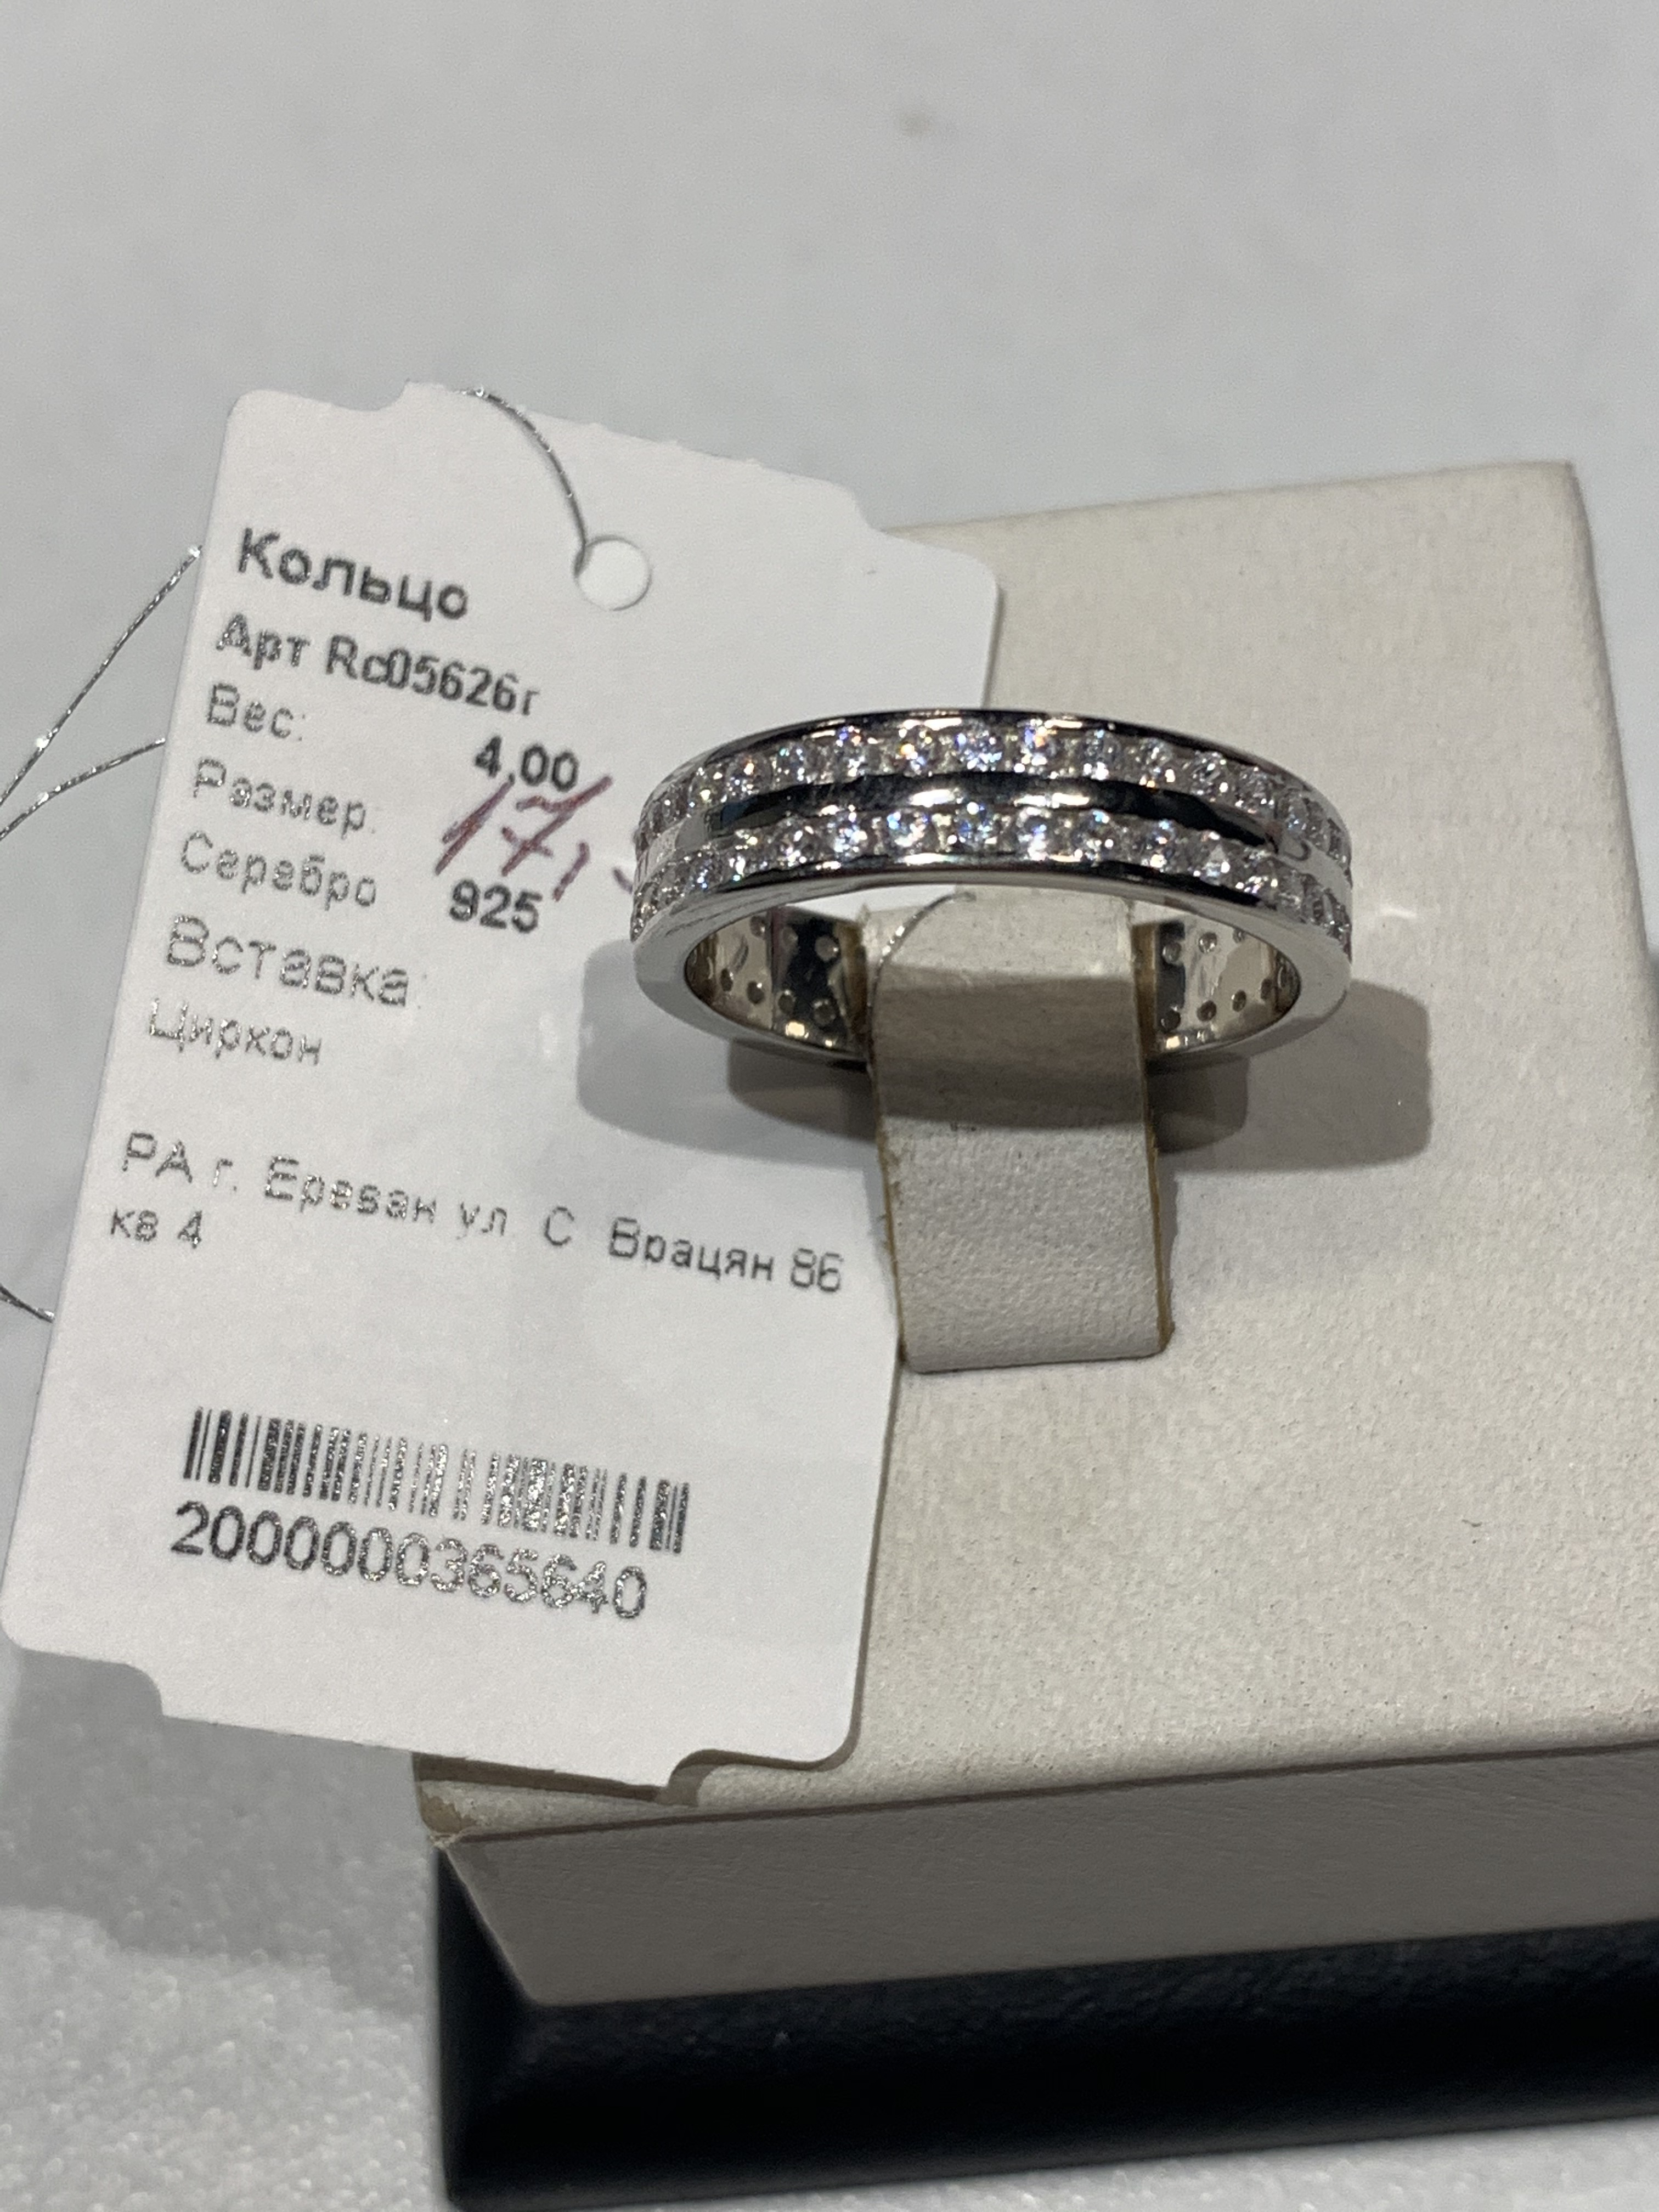 Кольцо
Арт Rc05626г
Вес: 4,00
Размер: 17,
Серебро 925
Вставка:
Циркон
РА г. Ереван ул С Врацян 86
кв 4
2000000365640